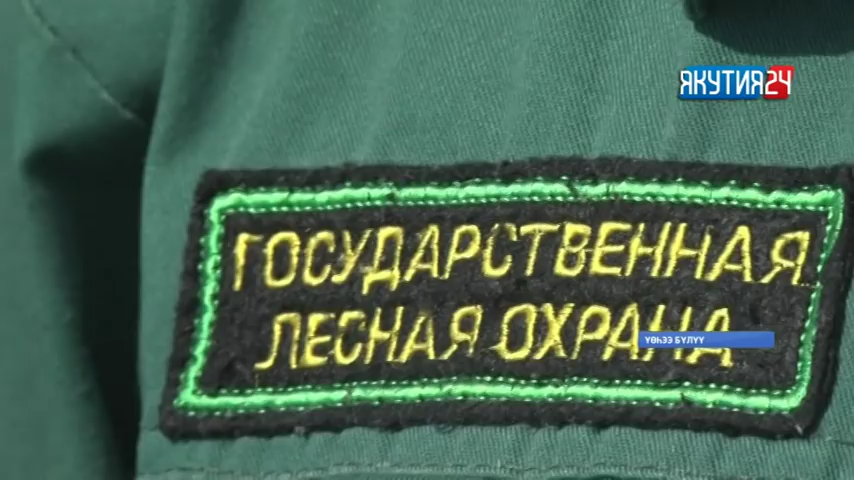 ЯКУТИЯ24
ГОСУДАРСТВЕННАЯ
ЛЕСНАЯ ОХРАНА
ҮӨҺЭЭ БҮЛҮҮ